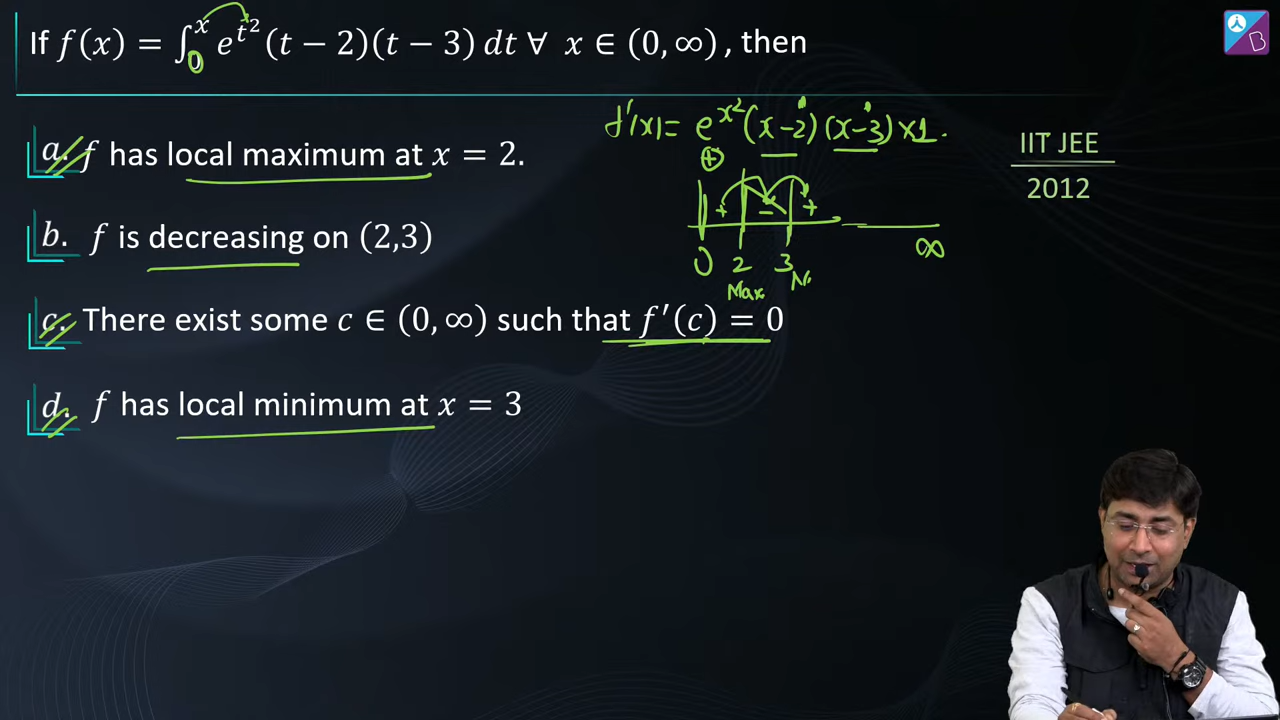 If f(x) = ∫₀ˣ e^{t²} (t − 2)(t − 3) dt ∀ x ∈ (0, ∞) , then
f'(x) = e^{x²} (x − 2) (x − 3) × 1 .
a. f has local maximum at x = 2.
IIT JEE
2012
+
+ − +
b. f is decreasing on (2,3)
0 2 3 ∞
Max
c. There exist some c ∈ (0, ∞) such that f′(c) = 0
d. f has local minimum at x = 3
B